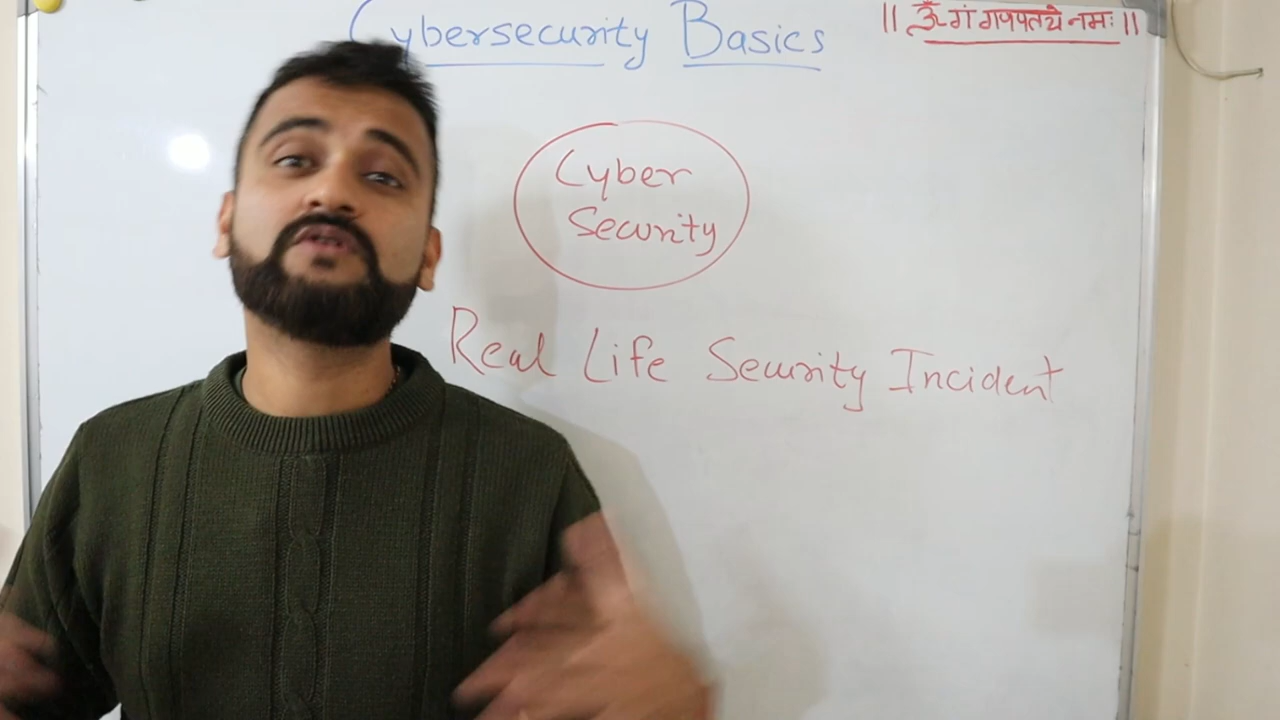 Cybersecurity Basics
|| ॐ गं गणपतये नमः ||
Cyber
Security
Real Life Security Incident